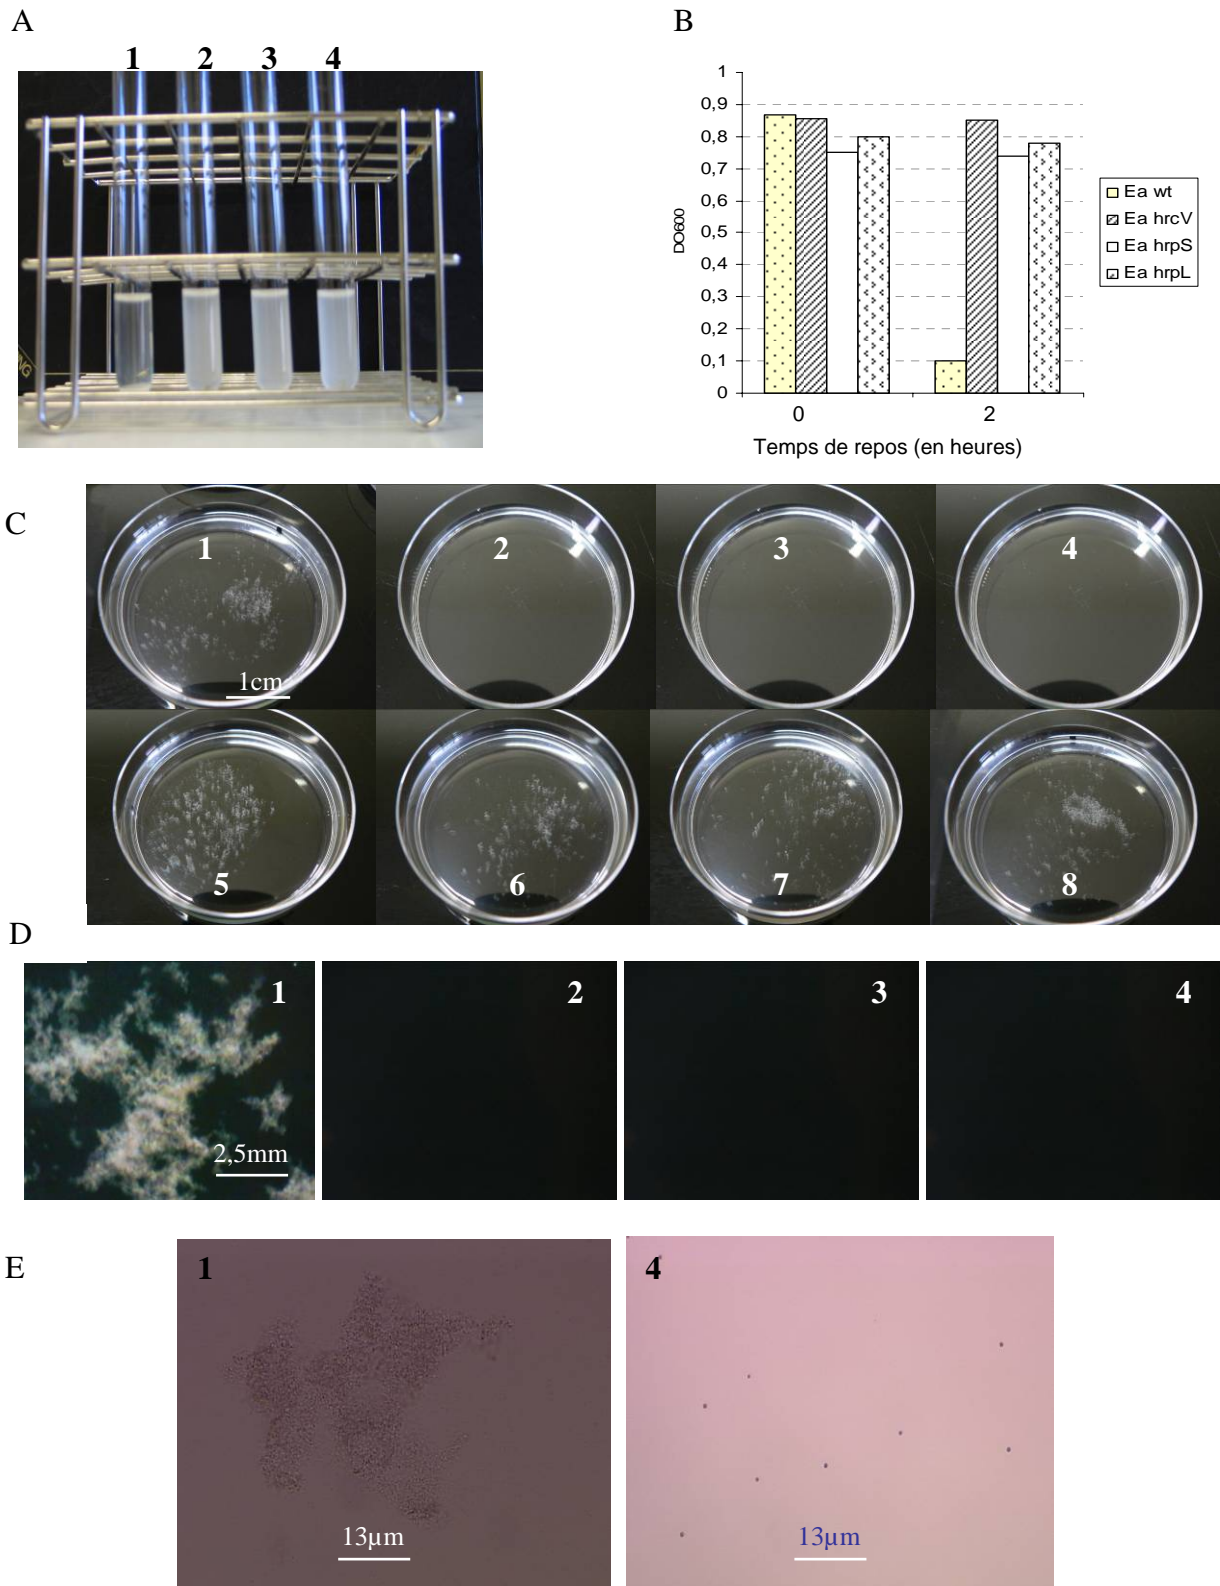 A
1 2 3 4
NG
B
1
0,9
0,8
0,7
0,6
0,5
0,4
0,3
0,2
0,1
0
DO600
0 2
Temps de repos (en heures)
Ea wt
Ea hrcV
Ea hrpS
Ea hrpL
C
1 2 3 4
1cm
5 6 7 8
D
1 2 3 4
2,5mm
E
1 4
13µm 13µm